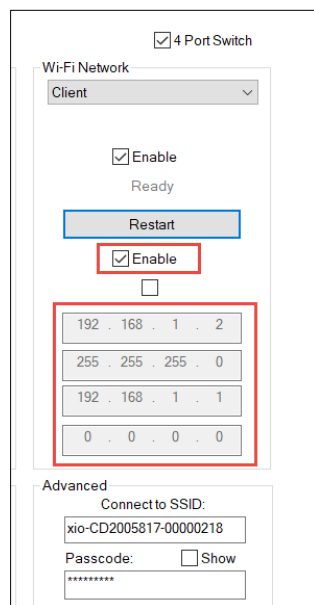 4 Port Switch
Wi-Fi Network
Client
Enable
Ready
Restart
Enable
192 . 168 . 1 . 2
255 . 255 . 255 . 0
192 . 168 . 1 . 1
0 . 0 . 0 . 0
Advanced
Connect to SSID:
xio-CD2005817-00000218
Passcode: Show
*********